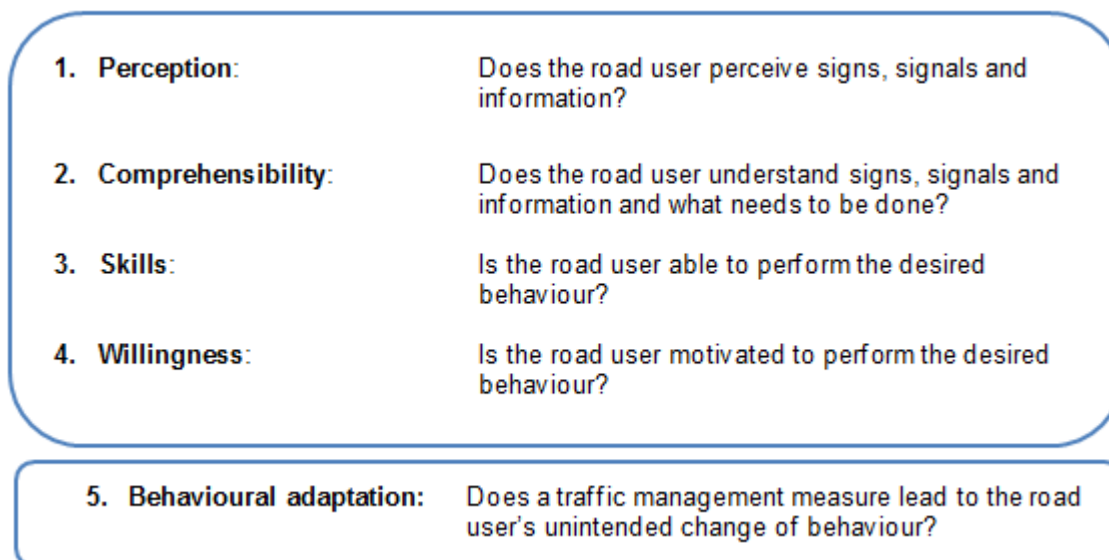 1. Perception: Does the road user perceive signs, signals and
information?
2. Comprehensibility: Does the road user understand signs, signals and
information and what needs to be done?
3. Skills: Is the road user able to perform the desired
behaviour?
4. Willingness: Is the road user motivated to perform the desired
behaviour?
5. Behavioural adaptation: Does a traffic management measure lead to the road
user's unintended change of behaviour?